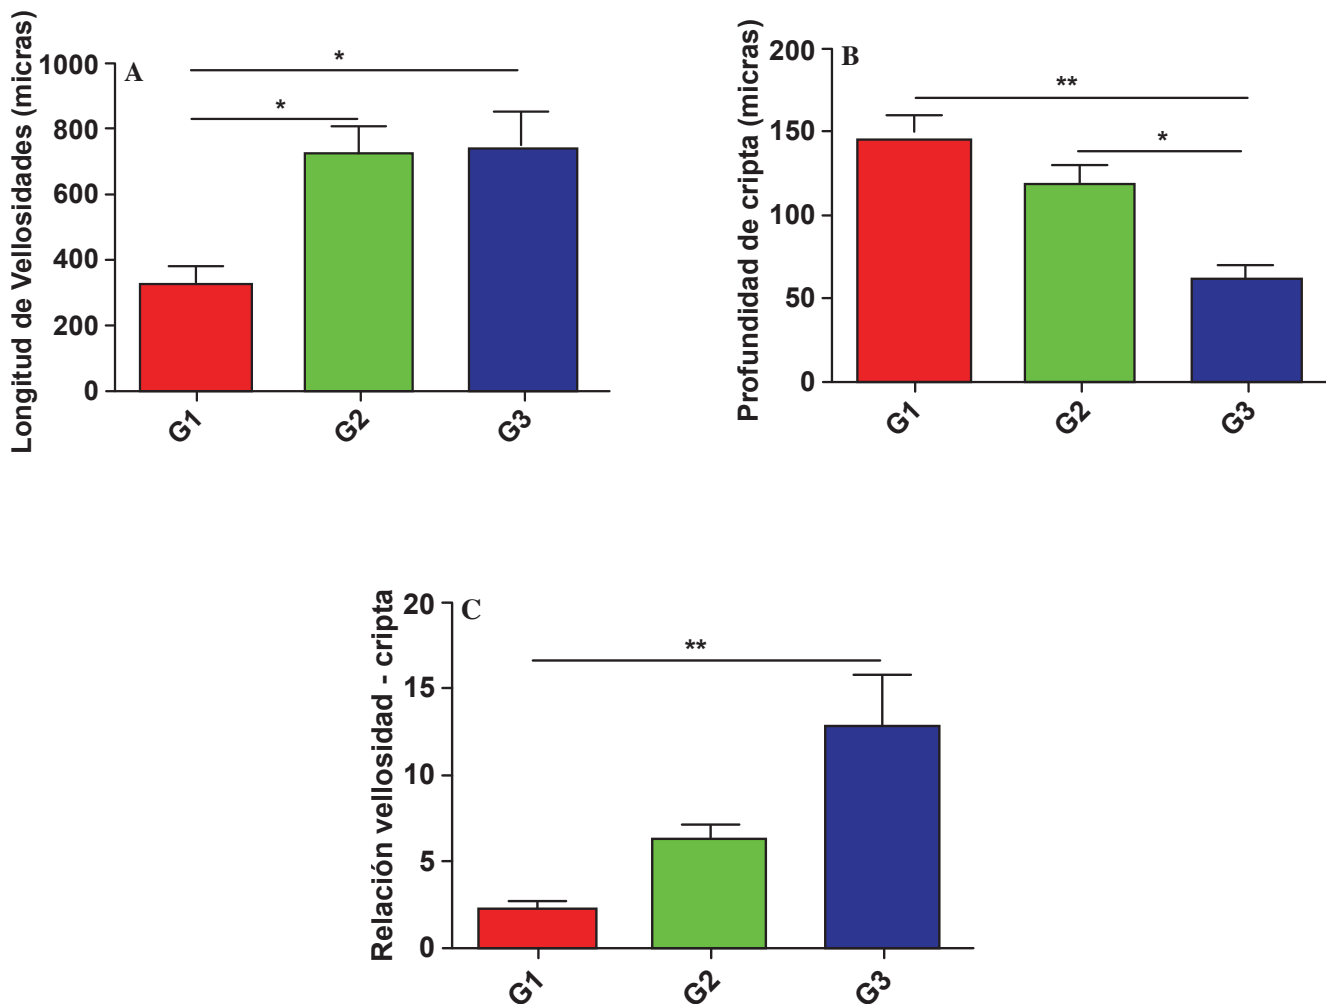 Longitud de Vellosidades (micras)
A
1000
800
600
400
200
0
*
*
G1
G2
G3
Profundidad de cripta (micras)
B
200
150
100
50
0
**
*
G1
G2
G3
Relación vellosidad - cripta
C
20
15
10
5
0
**
G1
G2
G3